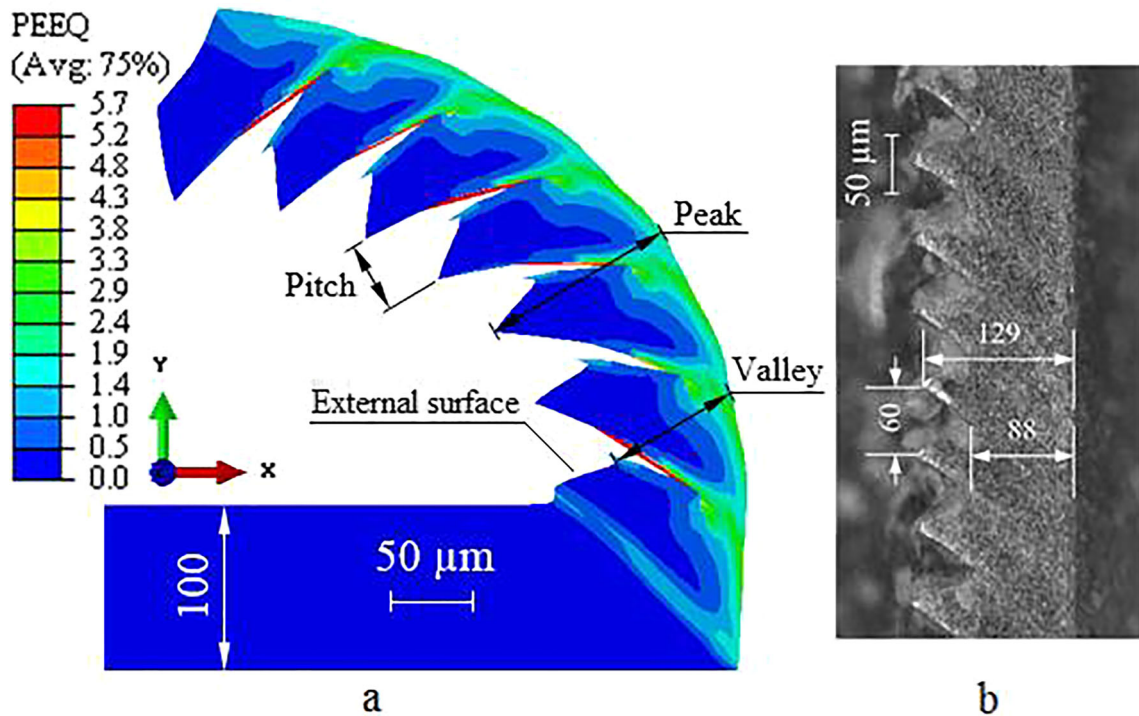 PEEQ
(Avg: 75%)
5.7
5.2
4.8
4.3
3.8
3.3
2.9
2.4
1.9
1.4
1.0
0.5
0.0
Y
X
Pitch
Peak
Valley
External surface
100
50 µm
a
50 µm
129
60
88
b